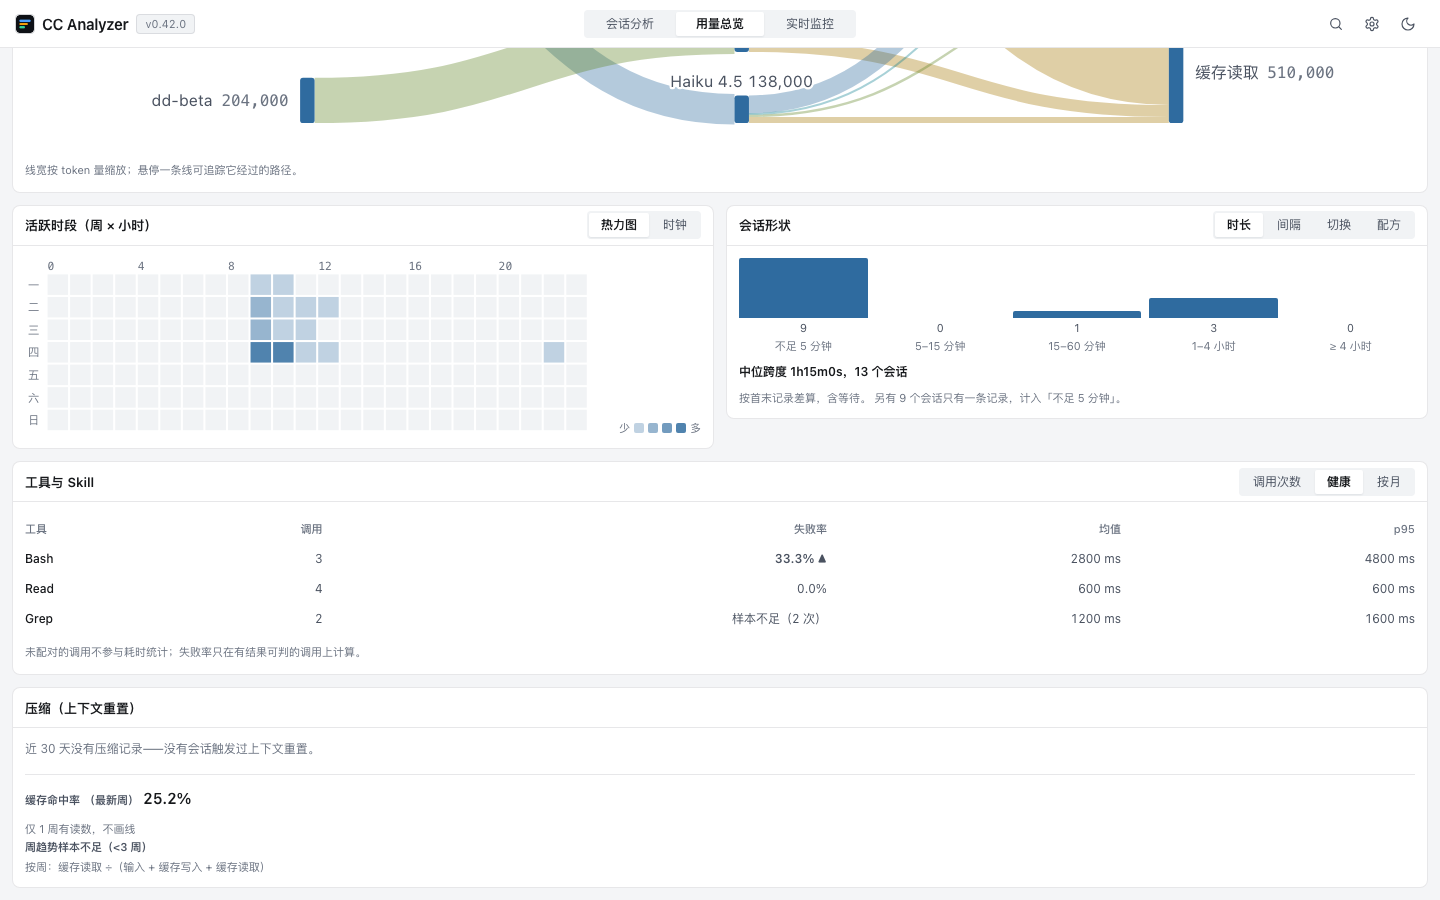 CC Analyzer v0.42.0 会话分析 用量总览 实时监控
Haiku 4.5 138,000
缓存读取 510,000
dd-beta 204,000
线宽按 token 量缩放；悬停一条线可追踪它经过的路径。
活跃时段（周 × 小时） 热力图 时钟
0 4 8 12 16 20
一
二
三
四
五
六
日
少 多
会话形状 时长 间隔 切换 配方
9 0 1 3 0
不足 5 分钟 5–15 分钟 15–60 分钟 1–4 小时 ≥ 4 小时
中位跨度 1h15m0s，13 个会话
按首末记录差算，含等待。 另有 9 个会话只有一条记录，计入「不足 5 分钟」。
工具与 Skill 调用次数 健康 按月
工具 调用 失败率 均值 p95
Bash 3 33.3% ▲ 2800 ms 4800 ms
Read 4 0.0% 600 ms 600 ms
Grep 2 样本不足（2 次） 1200 ms 1600 ms
未配对的调用不参与耗时统计；失败率只在有结果可判的调用上计算。
压缩（上下文重置）
近 30 天没有压缩记录——没有会话触发过上下文重置。
缓存命中率 （最新周） 25.2%
仅 1 周有读数，不画线
周趋势样本不足（<3 周）
按周：缓存读取 ÷（输入 + 缓存写入 + 缓存读取）